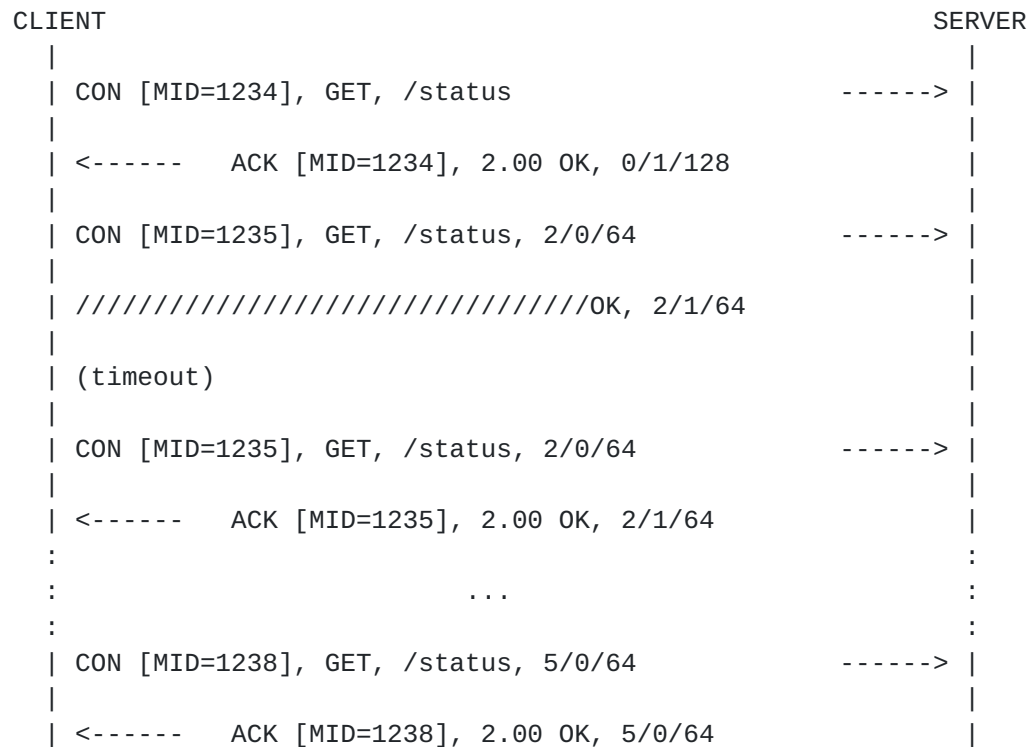 CLIENT                                                     SERVER
  |                                                          |
  | CON [MID=1234], GET, /status                     ------> |
  |                                                          |
  | <------   ACK [MID=1234], 2.00 OK, 0/1/128               |
  |                                                          |
  | CON [MID=1235], GET, /status, 2/0/64             ------> |
  |                                                          |
  | /////////////////////////////////OK, 2/1/64              |
  |                                                          |
  | (timeout)                                                |
  |                                                          |
  | CON [MID=1235], GET, /status, 2/0/64             ------> |
  |                                                          |
  | <------   ACK [MID=1235], 2.00 OK, 2/1/64                |
  :                                                          :
  :                          ...                             :
  :                                                          :
  | CON [MID=1238], GET, /status, 5/0/64             ------> |
  |                                                          |
  | <------   ACK [MID=1238], 2.00 OK, 5/0/64                |